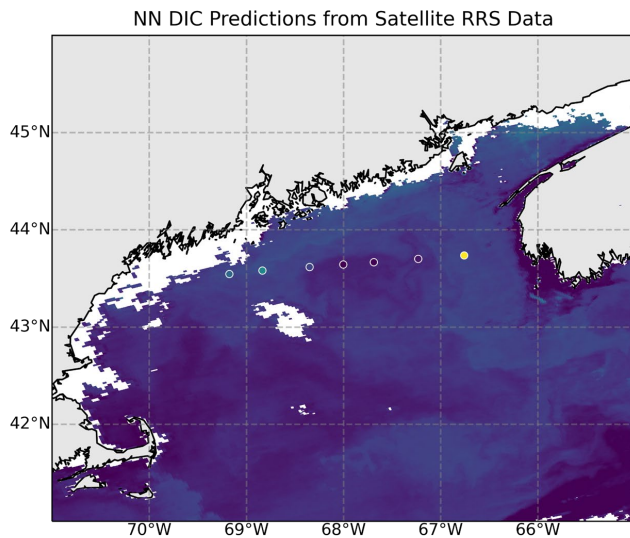 NN DIC Predictions from Satellite RRS Data
45°N
44°N
43°N
42°N
70°W 69°W 68°W 67°W 66°W